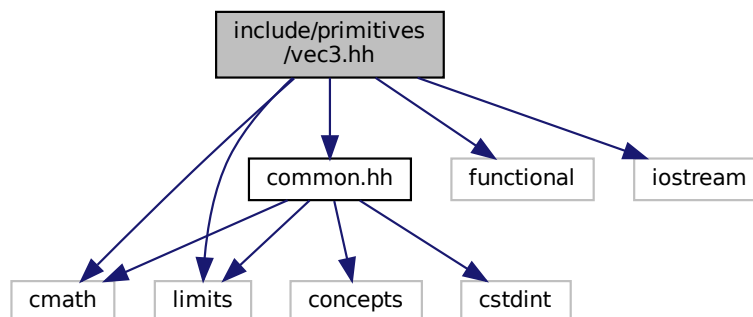 include/primitives
/vec3.hh
common.hh
functional
iostream
cmath
limits
concepts
cstdint